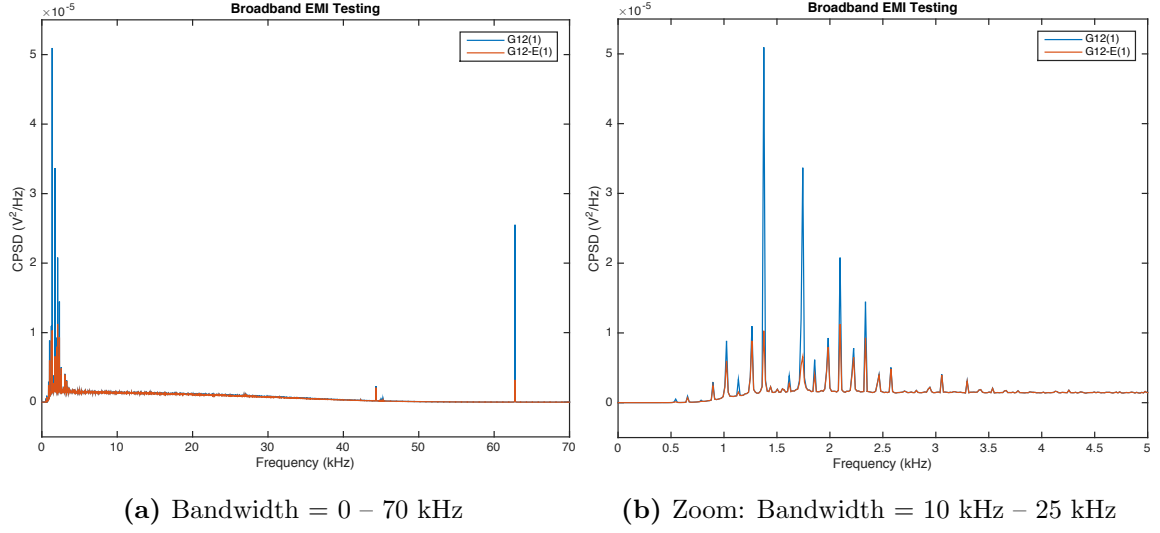 Broadband EMI Testing
×10⁻⁵
G12(1)
G12-E(1)
CPSD (V²/Hz)
5
4
3
2
1
0
0 10 20 30 40 50 60 70
Frequency (kHz)
(a) Bandwidth = 0 – 70 kHz
Broadband EMI Testing
×10⁻⁵
G12(1)
G12-E(1)
CPSD (V²/Hz)
5
4
3
2
1
0
0 0.5 1 1.5 2 2.5 3 3.5 4 4.5 5
Frequency (kHz)
(b) Zoom: Bandwidth = 10 kHz – 25 kHz